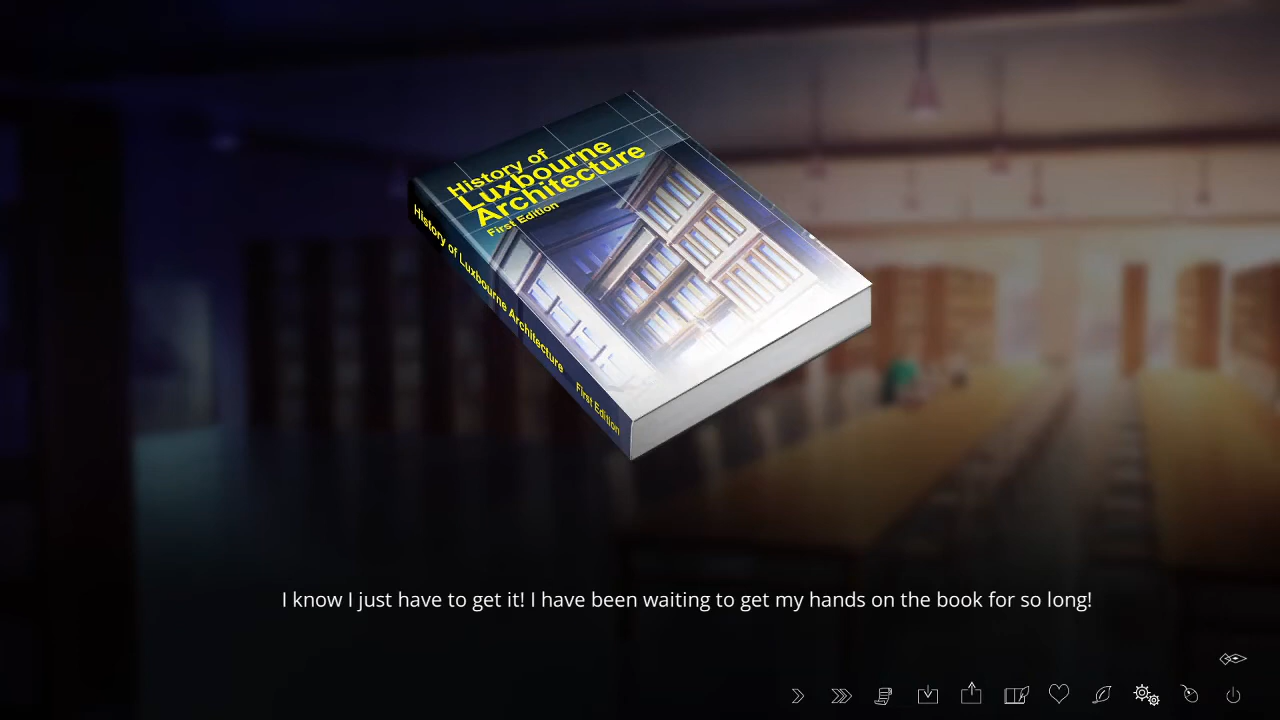 History of
Luxbourne
Architecture
First Edition
History of Luxbourne Architecture First Edition
I know I just have to get it! I have been waiting to get my hands on the book for so long!